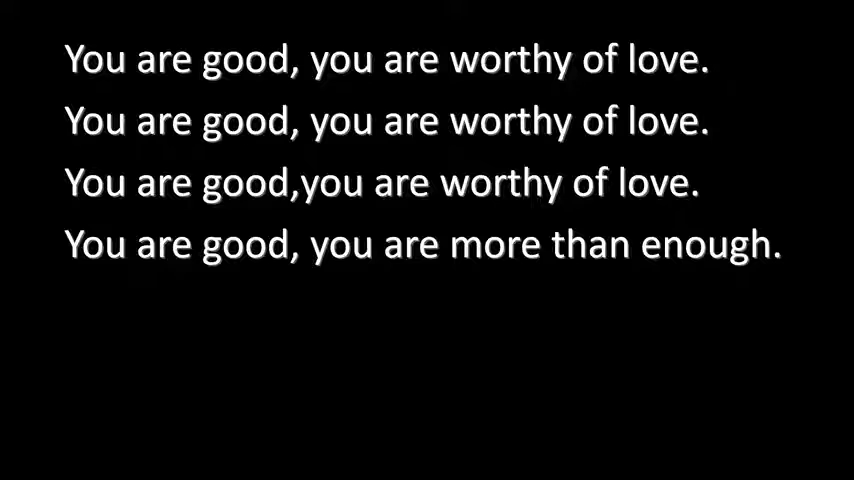 You are good, you are worthy of love.
You are good, you are worthy of love.
You are good,you are worthy of love.
You are good, you are more than enough.